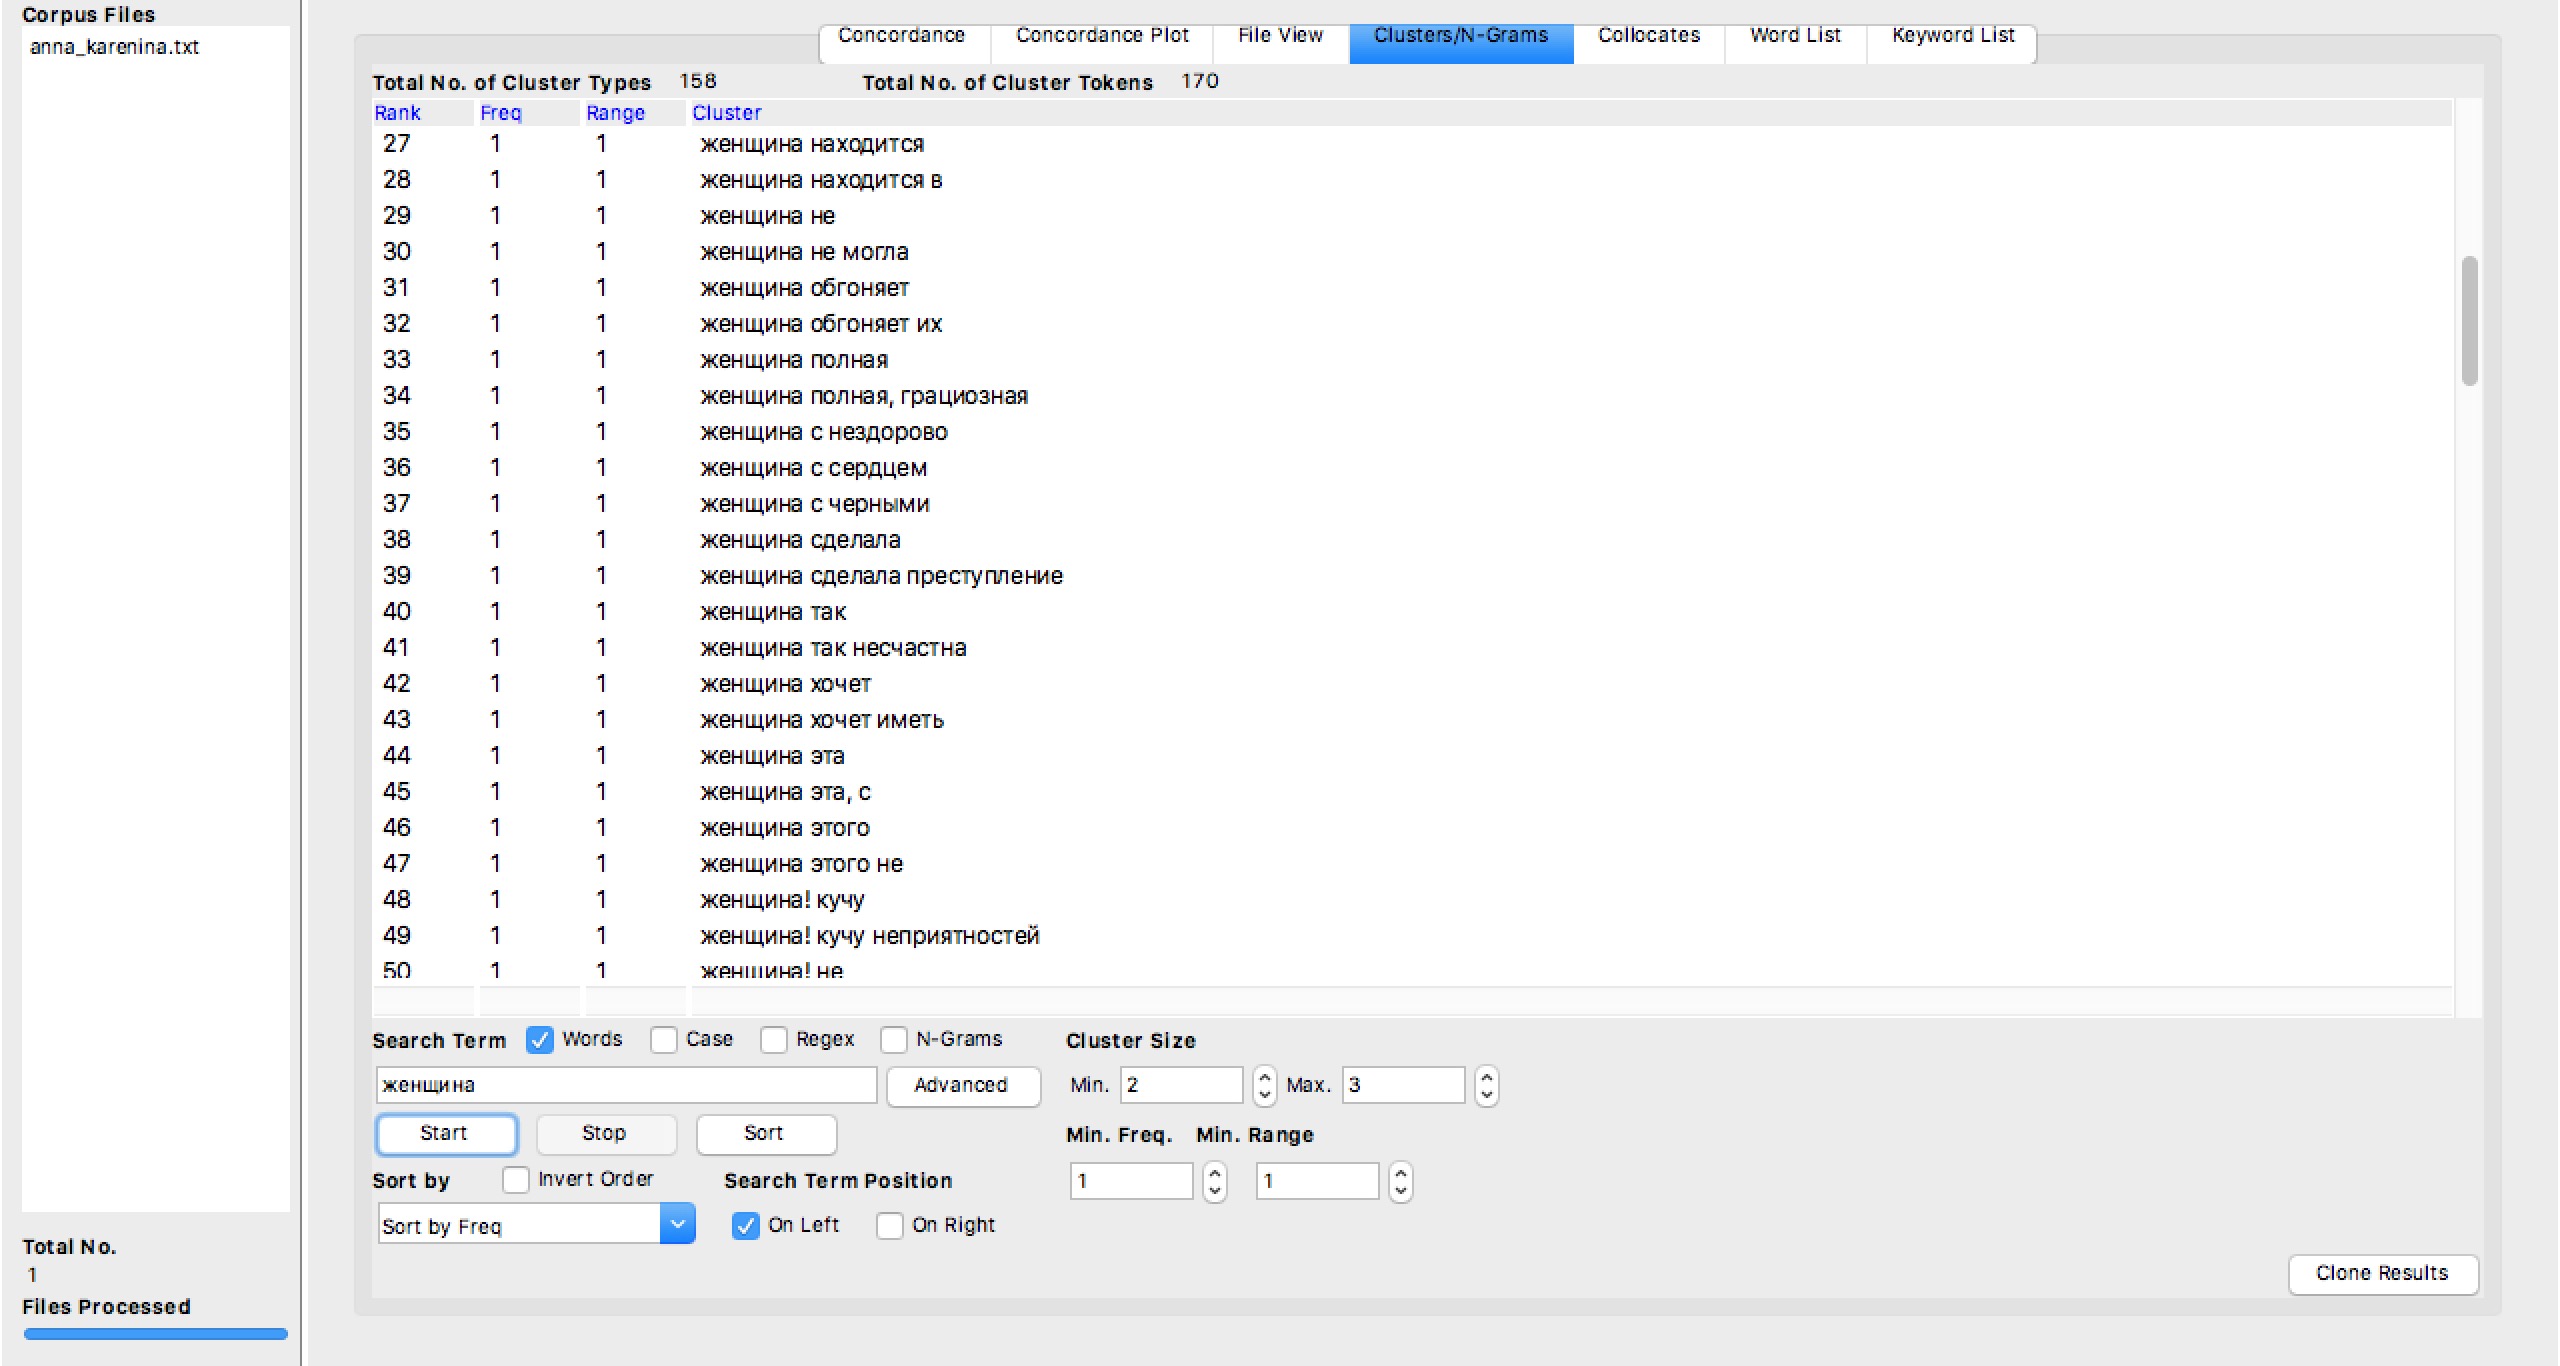 Corpus Files
anna_karenina.txt
Concordance Concordance Plot File View Clusters/N-Grams Collocates Word List Keyword List
Total No. of Cluster Types 158 Total No. of Cluster Tokens 170
Rank Freq Range Cluster
27 1 1 женщина находится
28 1 1 женщина находится в
29 1 1 женщина не
30 1 1 женщина не могла
31 1 1 женщина обгоняет
32 1 1 женщина обгоняет их
33 1 1 женщина полная
34 1 1 женщина полная, грациозная
35 1 1 женщина с нездорово
36 1 1 женщина с сердцем
37 1 1 женщина с черными
38 1 1 женщина сделала
39 1 1 женщина сделала преступление
40 1 1 женщина так
41 1 1 женщина так несчастна
42 1 1 женщина хочет
43 1 1 женщина хочет иметь
44 1 1 женщина эта
45 1 1 женщина эта, с
46 1 1 женщина этого
47 1 1 женщина этого не
48 1 1 женщина! кучу
49 1 1 женщина! кучу неприятностей
50 1 1 женщина! не
Search Term Words Case Regex N-Grams Cluster Size
женщина Advanced Min. 2 Max. 3
Start Stop Sort Min. Freq. Min. Range
Sort by Invert Order Search Term Position 1 1
Sort by Freq On Left On Right
Total No.
1
Files Processed
Clone Results